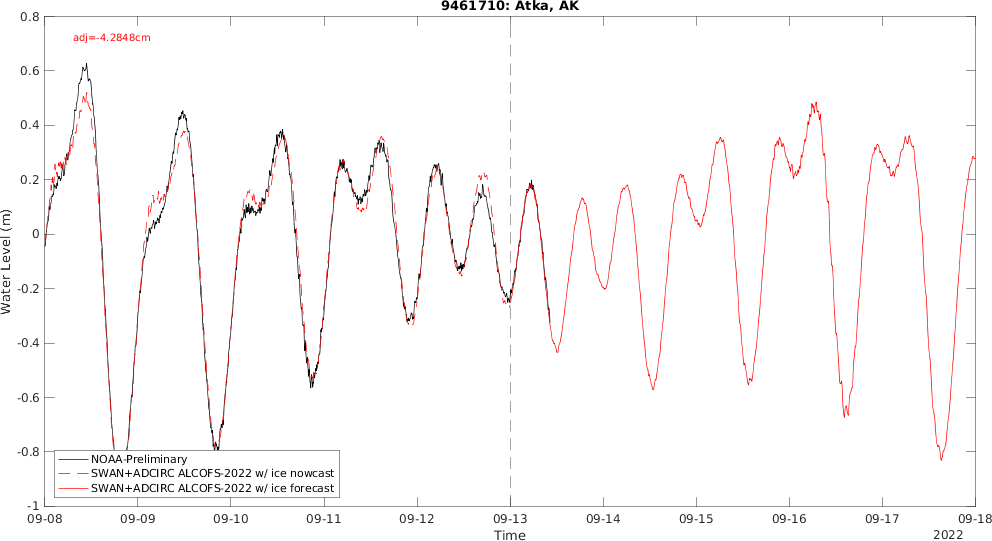 9461710: Atka, AK
adj=-4.2848cm
0.8
0.6
0.4
0.2
0
-0.2
-0.4
-0.6
-0.8
-1
Water Level (m)
NOAA-Preliminary
SWAN+ADCIRC ALCOFS-2022 w/ ice nowcast
SWAN+ADCIRC ALCOFS-2022 w/ ice forecast
09-08 09-09 09-10 09-11 09-12 09-13 09-14 09-15 09-16 09-17 09-18
Time
2022